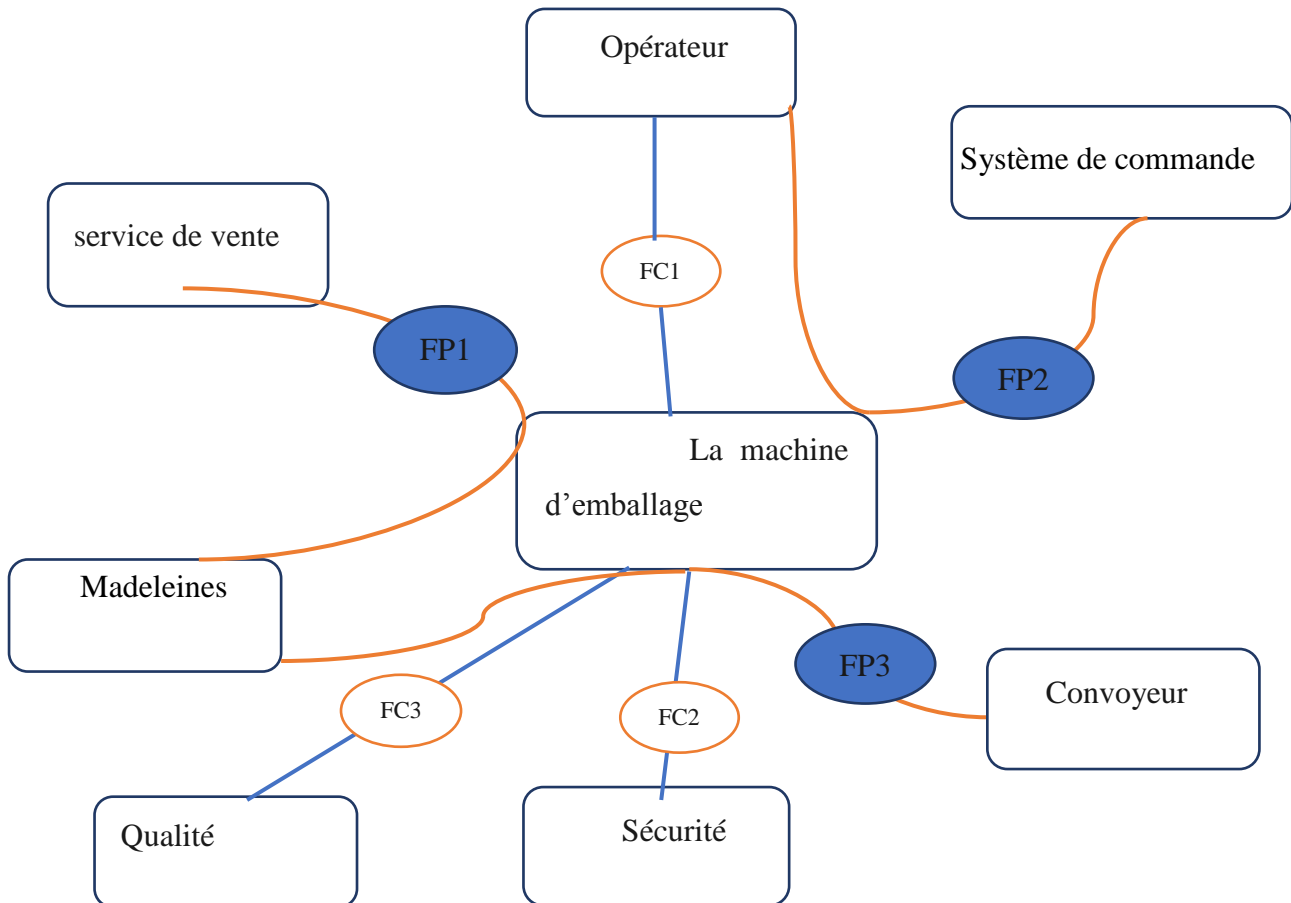 Opérateur
Système de commande
service de vente
FC1
FP1
FP2
La machine
d’emballage
Madeleines
FP3
Convoyeur
FC3
FC2
Qualité
Sécurité